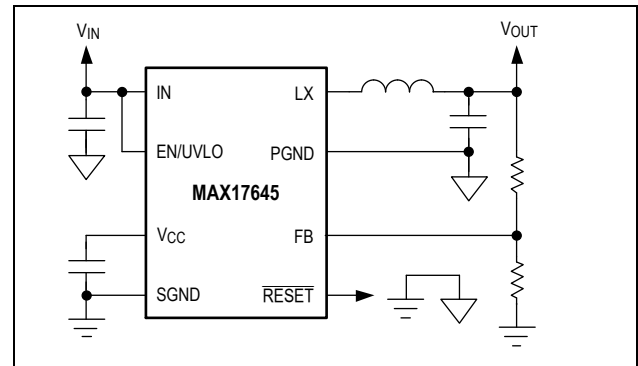 VIN
VOUT
IN
LX
EN/UVLO
PGND
MAX17645
VCC
FB
SGND
RESET